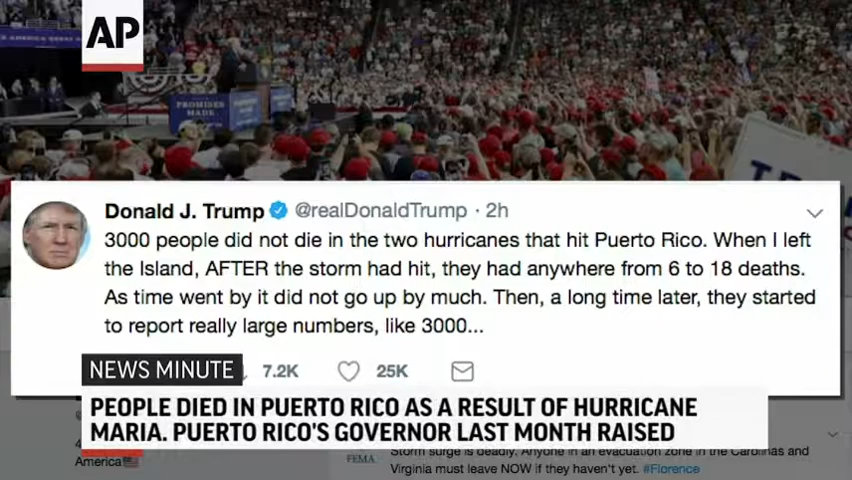 AP
PROMISES
MADE
Donald J. Trump @realDonaldTrump · 2h
3000 people did not die in the two hurricanes that hit Puerto Rico. When I left
the Island, AFTER the storm had hit, they had anywhere from 6 to 18 deaths.
As time went by it did not go up by much. Then, a long time later, they started
to report really large numbers, like 3000...
7.2K 25K
NEWS MINUTE
PEOPLE DIED IN PUERTO RICO AS A RESULT OF HURRICANE
MARIA. PUERTO RICO'S GOVERNOR LAST MONTH RAISED
America
FEMA
Storm surge is deadly. Anyone in an evacuation zone in the Carolinas and
Virginia must leave NOW if they haven't yet. #Florence